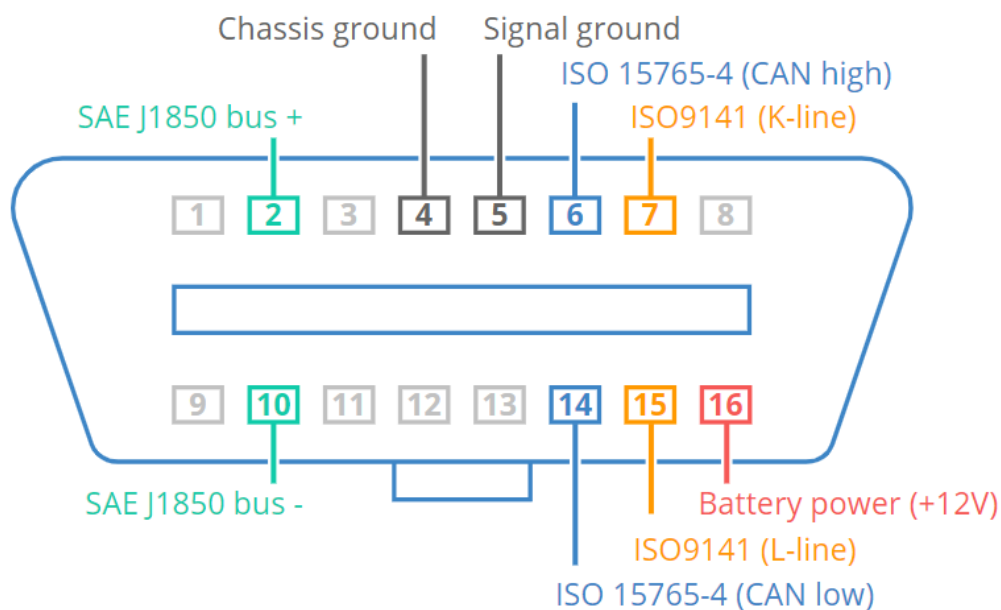 Chassis ground
Signal ground
ISO 15765-4 (CAN high)
SAE J1850 bus +
ISO9141 (K-line)
1 2 3 4 5 6 7 8
9 10 11 12 13 14 15 16
SAE J1850 bus -
Battery power (+12V)
ISO9141 (L-line)
ISO 15765-4 (CAN low)